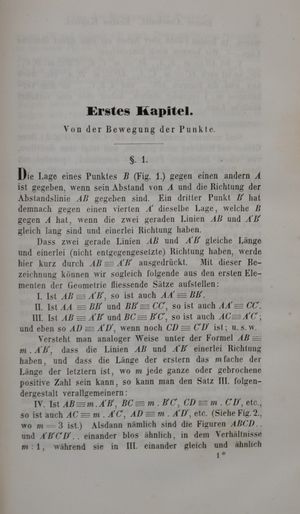 Erstes Kapitel.
Von der Bewegung der Punkte.
§. 1.
Die Lage eines Punktes B (Fig. 1.) gegen einen andern A
ist gegeben, wenn sein Abstand von A und die Richtung der
Abstandslinie AB gegeben sind. Ein dritter Punkt B' hat
demnach gegen einen vierten A' dieselbe Lage, welche B
gegen A hat, wenn die zwei geraden Linien AB und A'B'
gleich lang sind und einerlei Richtung haben.
Dass zwei gerade Linien AB und A'B' gleiche Länge
und einerlei (nicht entgegengesetzte) Richtung haben, werde
hier kurz durch AB ≡ A'B' ausgedrückt. Mit dieser Be-
zeichnung können wir sogleich folgende aus den ersten Ele-
menten der Geometrie fliessende Sätze aufstellen:
I. Ist AB ≡ A'B', so ist auch AA' ≡ BB'.
II. Ist AA' ≡ BB' und BB' ≡ CC', so ist auch AA' ≡ CC'.
III. Ist AB ≡ A'B' und BC ≡ B'C', so ist auch AC ≡ A'C',
und eben so AD ≡ A'D', wenn noch CD ≡ C'D' ist; u. s. w.
Versteht man analoger Weise unter der Formel AB ≡
m . A'B', dass die Linien AB und A'B' einerlei Richtung
haben, und dass die Länge der erstern das mfache der
Länge der letztern ist, wo m jede ganze oder gebrochene
positive Zahl sein kann, so kann man den Satz III. folgen-
dergestalt verallgemeinern:
IV. Ist AB ≡ m . A'B', BC ≡ m . B'C', CD ≡ m . C'D', etc.,
so ist auch AC ≡ m . A'C', AD ≡ m . A'D', etc. (Siehe Fig. 2.,
wo m = 3 ist.) Alsdann nämlich sind die Figuren ABCD . .
und A'B'C'D' . . einander blos ähnlich, in dem Verhältnisse
m : 1, während sie in III. einander gleich und ähnlich
1*